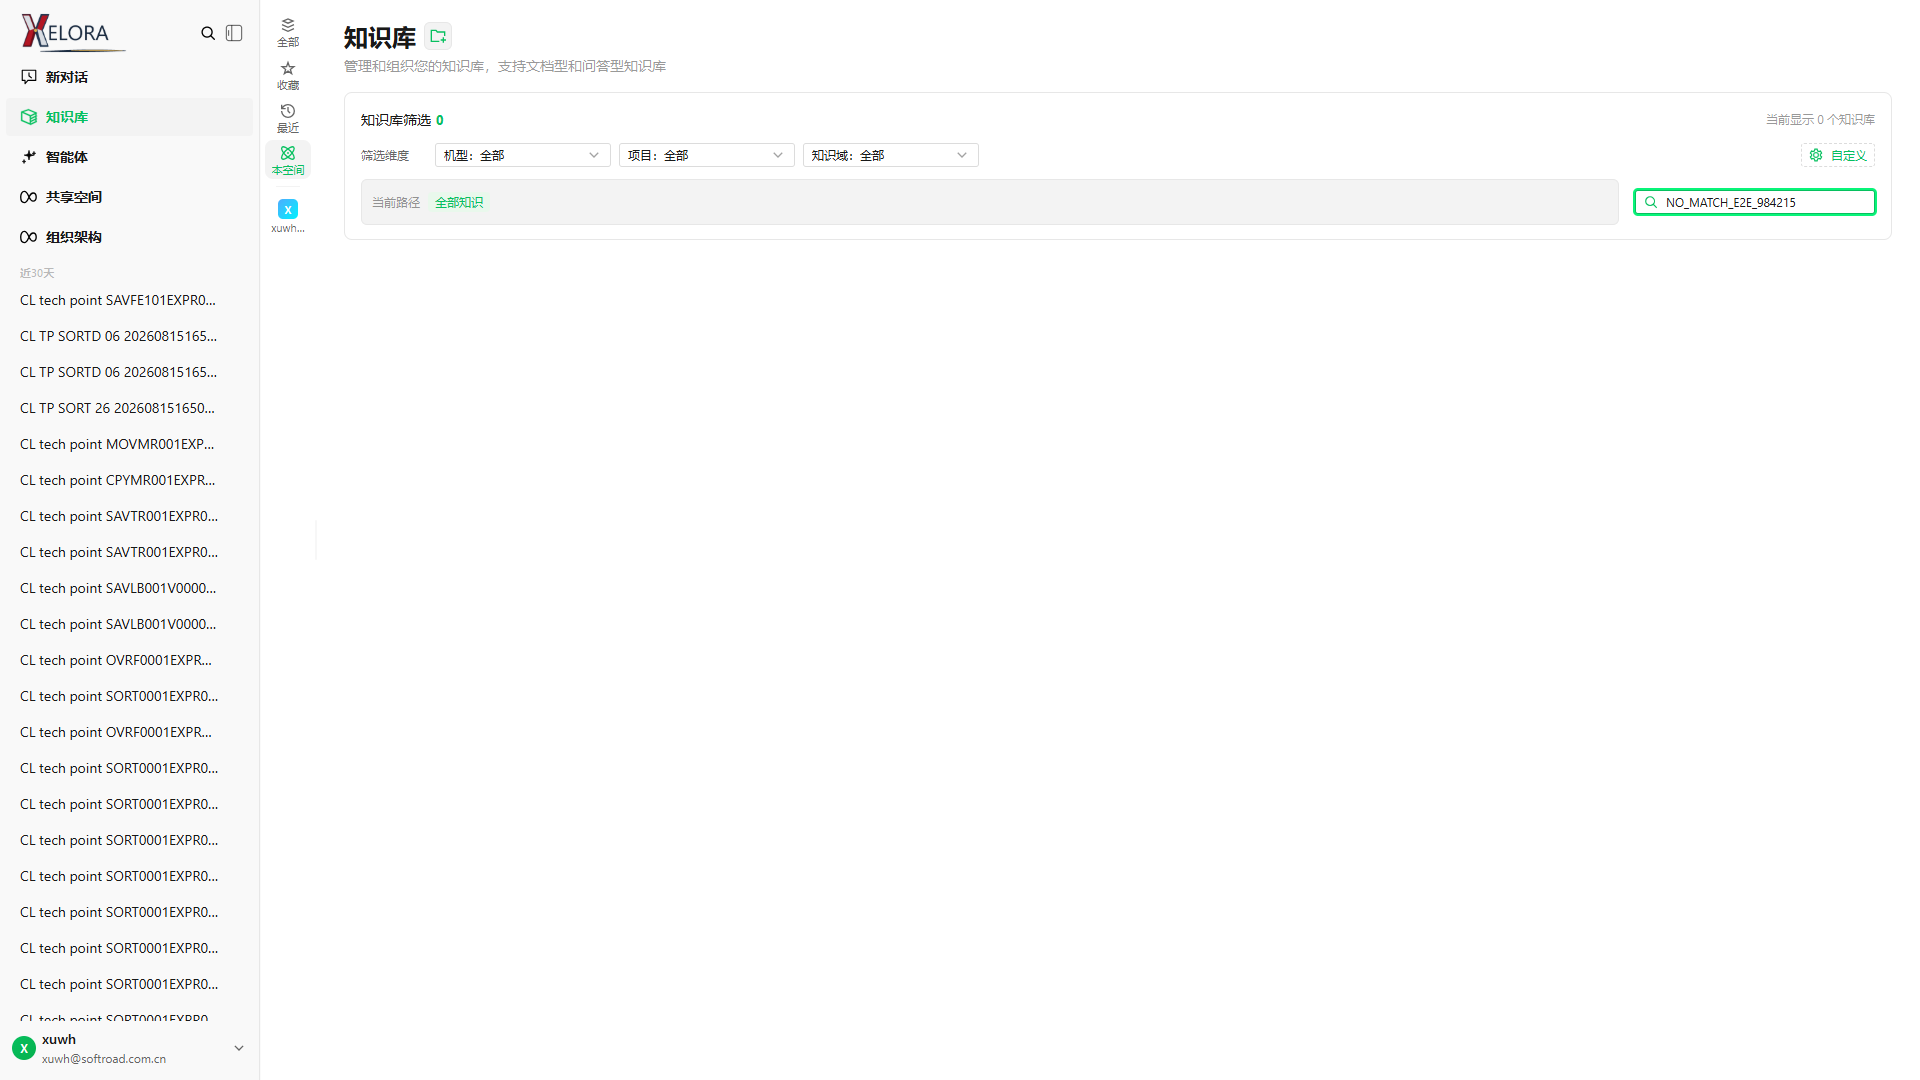 XELORA
新对话
知识库
智能体
共享空间
组织架构
近30天
CL tech point SAVFE101EXPR0...
CL TP SORTD 06 20260815165...
CL TP SORTD 06 20260815165...
CL TP SORT 26 202608151650...
CL tech point MOVMR001EXP...
CL tech point CPYMR001EXPR...
CL tech point SAVTR001EXPR0...
CL tech point SAVTR001EXPR0...
CL tech point SAVLB001V0000...
CL tech point SAVLB001V0000...
CL tech point OVRF0001EXPR...
CL tech point SORT0001EXPR0...
CL tech point OVRF0001EXPR...
CL tech point SORT0001EXPR0...
CL tech point SORT0001EXPR0...
CL tech point SORT0001EXPR0...
CL tech point SORT0001EXPR0...
CL tech point SORT0001EXPR0...
CL tech point SORT0001EXPR0...
CL tech point SORT0001EXPR0...
CL tech point SORT0001EXPR0...
X
xuwh
xuwh@softroad.com.cn
全部
收藏
最近
本空间
X
xuwh...
知识库
管理和组织您的知识库，支持文档型和问答型知识库
知识库筛选 0
当前显示 0 个知识库
筛选维度 机型：全部 项目：全部 知识域：全部 自定义
当前路径 全部知识 NO_MATCH_E2E_984215